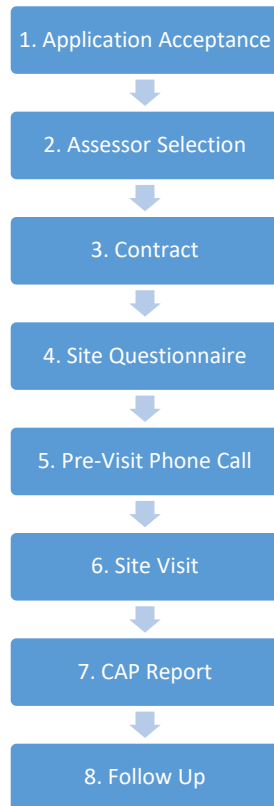 1. Application Acceptance
2. Assessor Selection
3. Contract
4. Site Questionnaire
5. Pre-Visit Phone Call
6. Site Visit
7. CAP Report
8. Follow Up